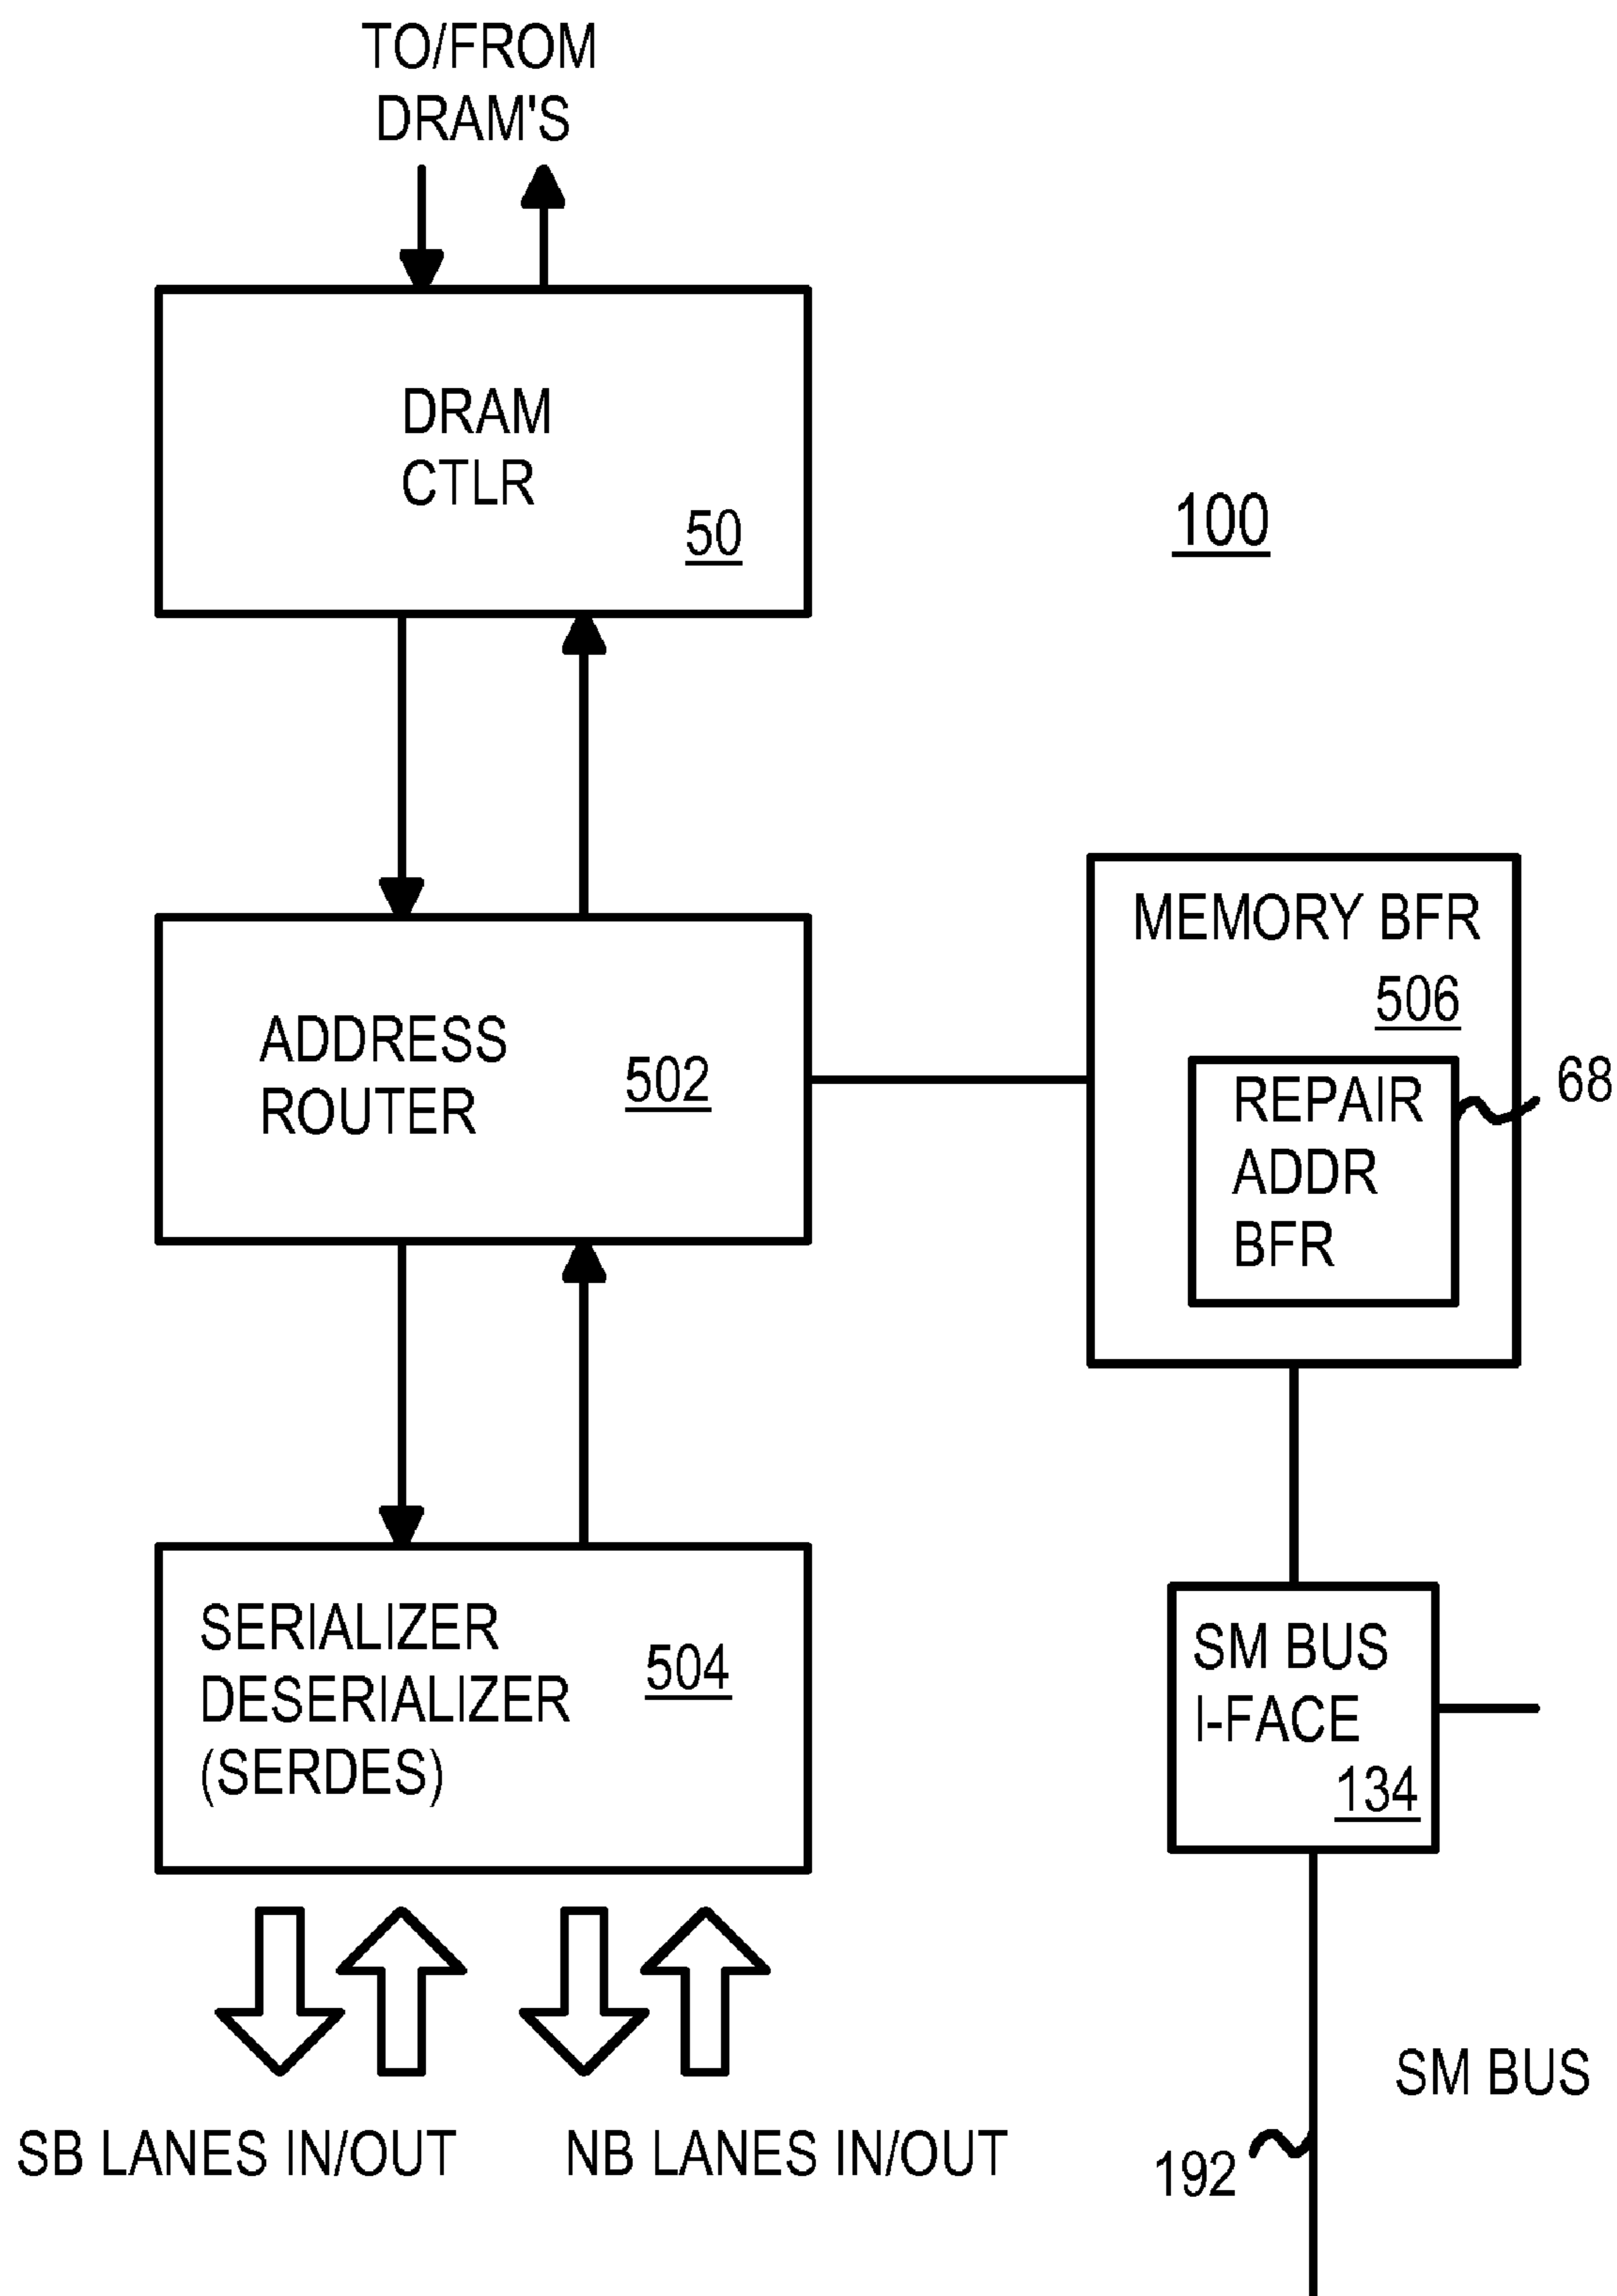 TO/FROM
DRAM'S
DRAM
CTLR
50
100
MEMORY BFR
506
ADDRESS
ROUTER
502
REPAIR
ADDR
BFR
68
SERIALIZER
DESERIALIZER
(SERDES)
504
SM BUS
I-FACE
134
SM BUS
SB LANES IN/OUT
NB LANES IN/OUT
192